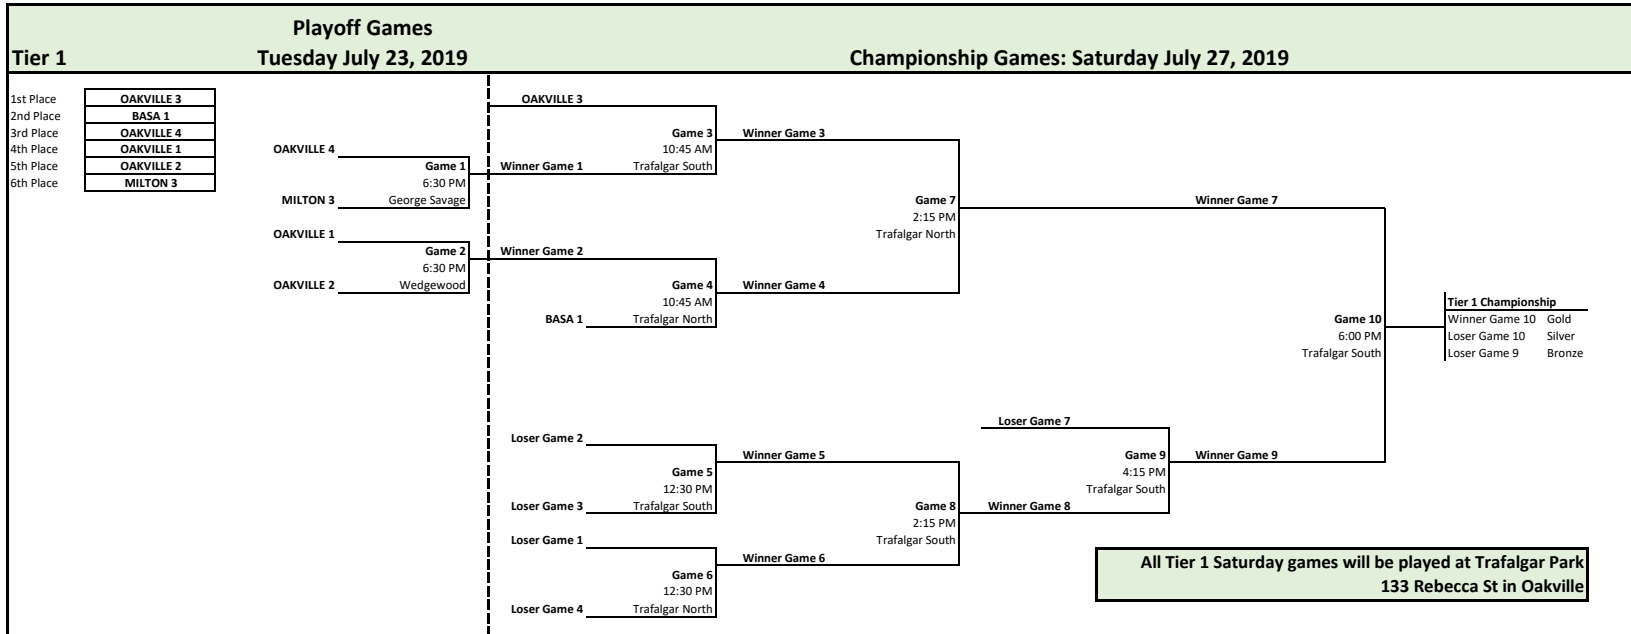 Playoff Games
Tier 1
Tuesday July 23, 2019
Championship Games: Saturday July 27, 2019
1st Place OAKVILLE 3
2nd Place BASA 1
3rd Place OAKVILLE 4
4th Place OAKVILLE 1
5th Place OAKVILLE 2
6th Place MILTON 3
OAKVILLE 4
Game 1
6:30 PM
MILTON 3 George Savage
OAKVILLE 1
Game 2
6:30 PM
OAKVILLE 2 Wedgewood
OAKVILLE 3
Game 3
10:45 AM
Winner Game 1 Trafalgar South
Winner Game 2
Game 4
10:45 AM
BASA 1 Trafalgar North
Loser Game 2
Game 5
12:30 PM
Loser Game 3 Trafalgar South
Loser Game 1
Game 6
12:30 PM
Loser Game 4 Trafalgar North
Winner Game 3
Game 7
2:15 PM
Trafalgar North
Winner Game 4
Winner Game 5
Game 8
2:15 PM
Trafalgar South
Winner Game 6
Loser Game 7
Game 9
4:15 PM
Trafalgar South
Winner Game 8
Winner Game 7
Game 10
6:00 PM
Trafalgar South
Winner Game 9
Tier 1 Championship
Winner Game 10 Gold
Loser Game 10 Silver
Loser Game 9 Bronze
All Tier 1 Saturday games will be played at Trafalgar Park
133 Rebecca St in Oakville